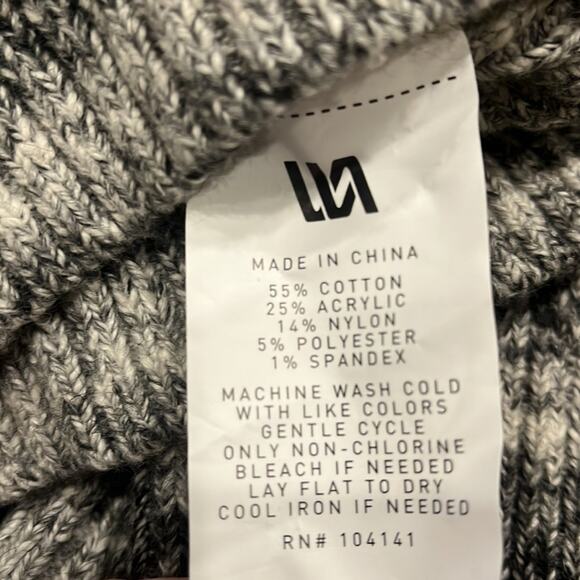 MADE IN CHINA
55% COTTON
25% ACRYLIC
14% NYLON
5% POLYESTER
1% SPANDEX
MACHINE WASH COLD
WITH LIKE COLORS
GENTLE CYCLE
ONLY NON-CHLORINE
BLEACH IF NEEDED
LAY FLAT TO DRY
COOL IRON IF NEEDED
RN# 104141